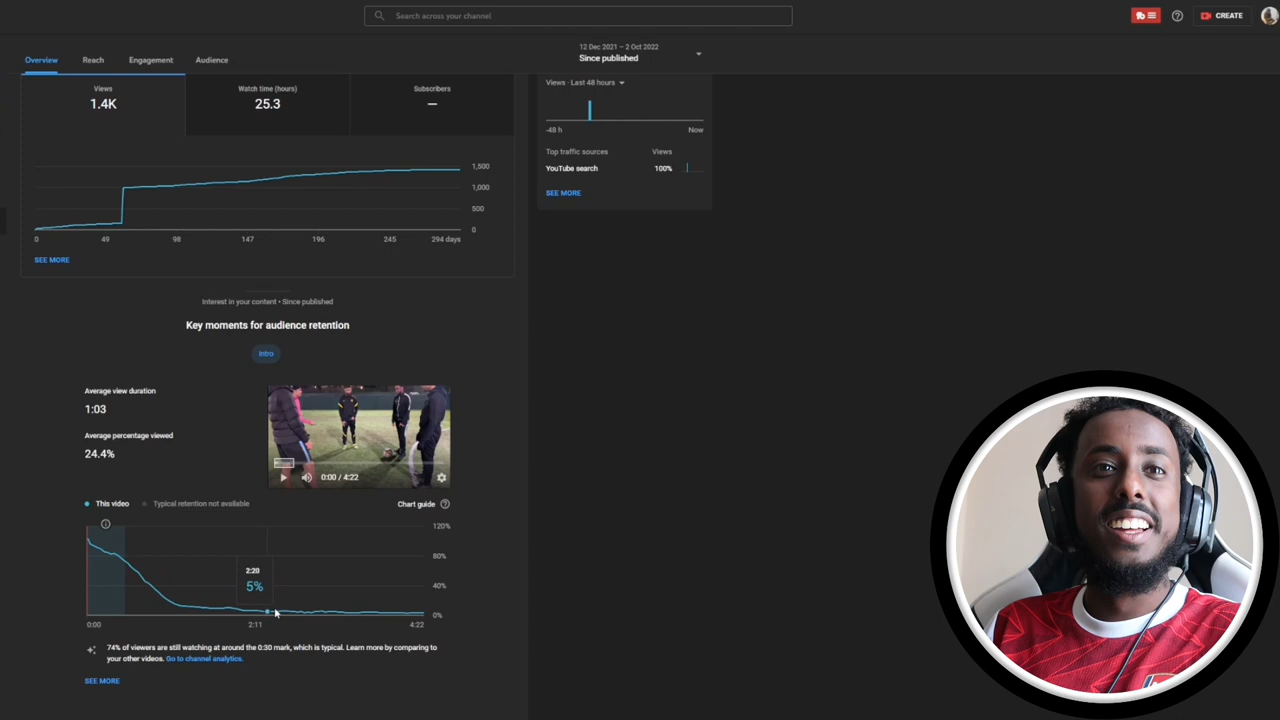 Search across your channel
CREATE
Overview
Reach
Engagement
Audience
12 Dec 2021 – 2 Oct 2022
Since published
Views
1.4K
Watch time (hours)
25.3
Subscribers
—
1,500
1,000
500
0
0
49
98
147
196
245
294 days
SEE MORE
Views · Last 48 hours
-48 h
Now
Top traffic sources
Views
YouTube search
100%
SEE MORE
Interest in your content • Since published
Key moments for audience retention
Intro
Average view duration
1:03
Average percentage viewed
24.4%
0:00 / 4:22
This video
Typical retention not available
Chart guide
120%
80%
40%
0%
2:20
5%
0:00
2:11
4:22
74% of viewers are still watching at around the 0:30 mark, which is typical. Learn more by comparing to
your other videos. Go to channel analytics.
SEE MORE